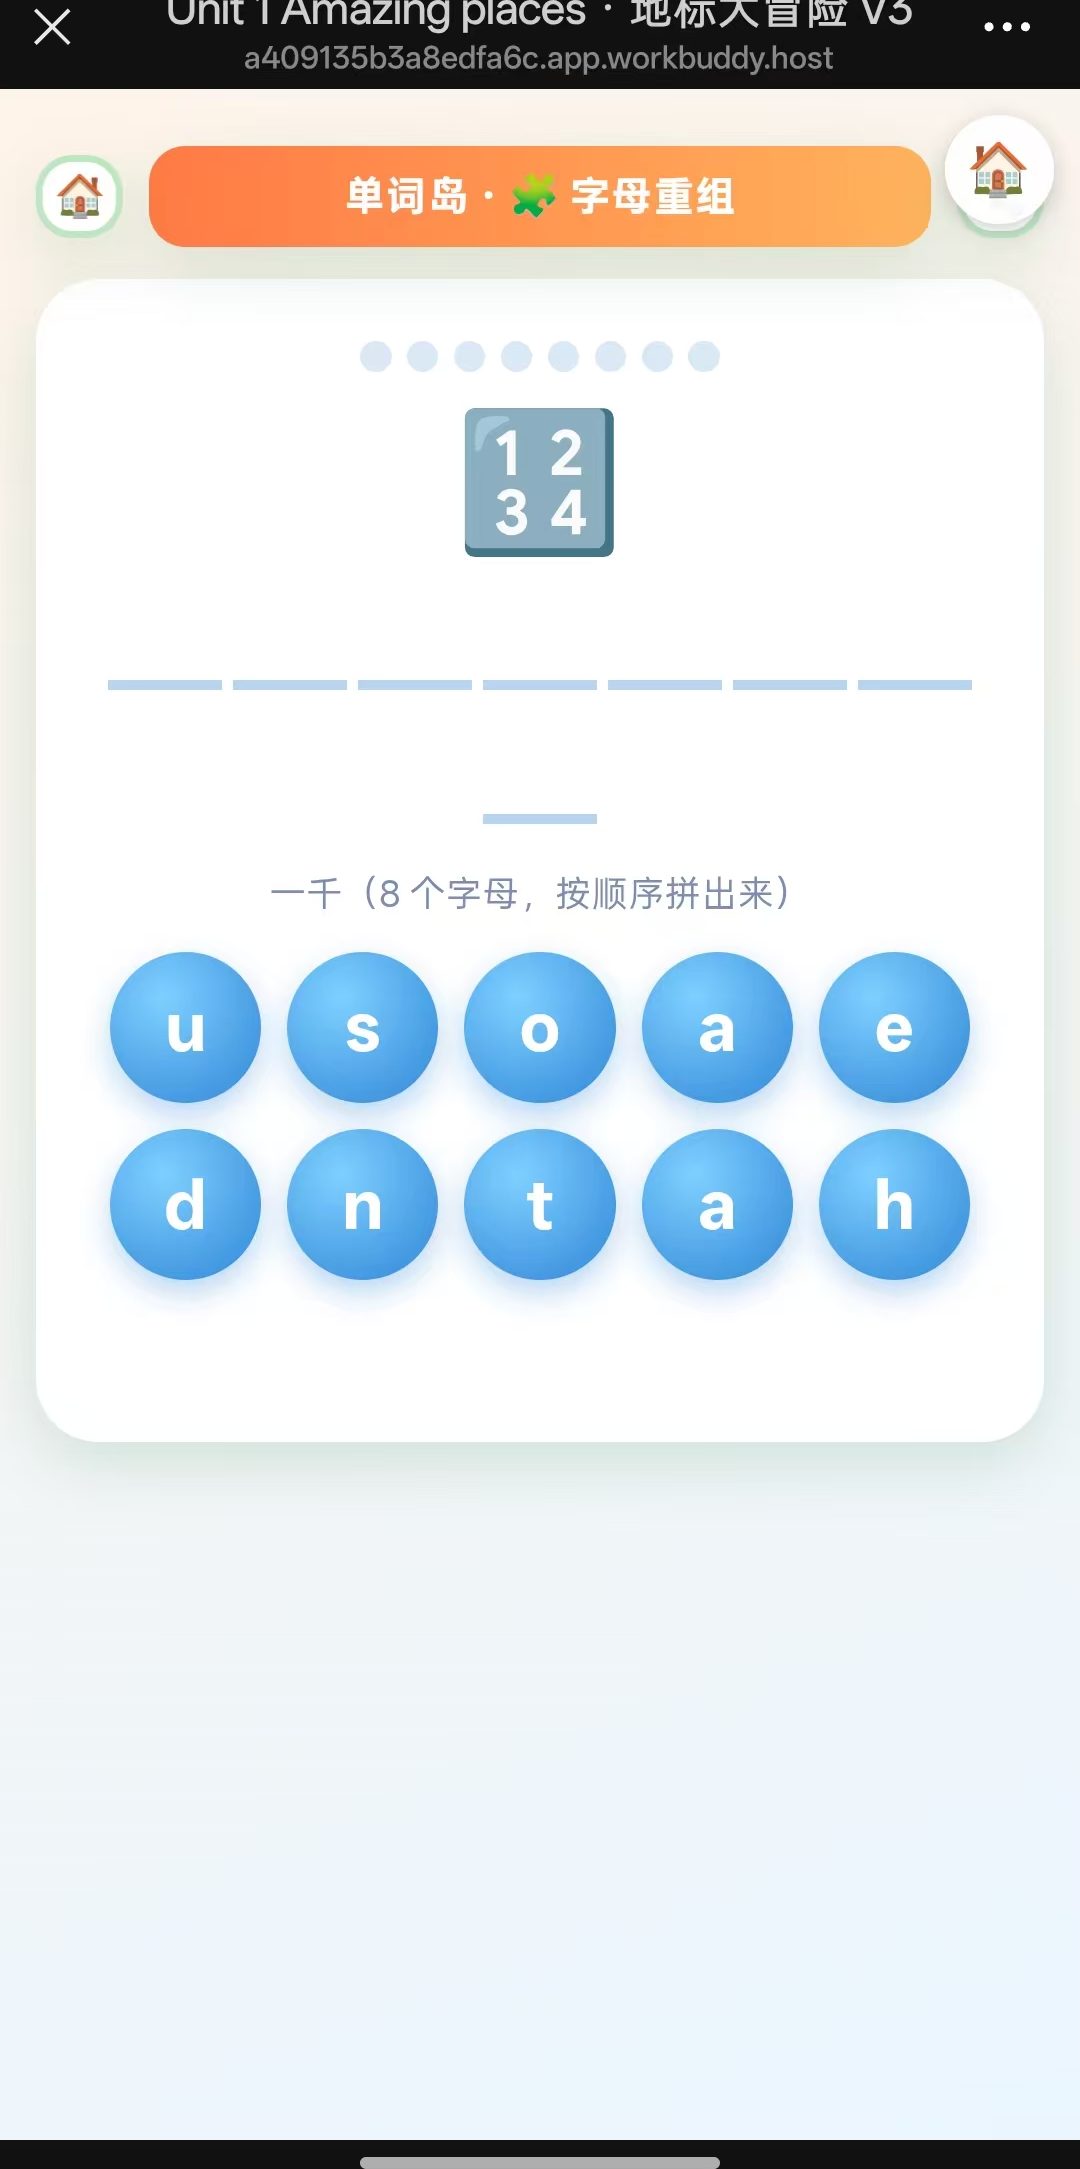 Unit 1 Amazing places · 地标大冒险 V3
a409135b3a8edfa6c.app.workbuddy.host
单词岛 · 🧩 字母重组
1 2
3 4
一千（8 个字母，按顺序拼出来）
u s o a e
d n t a h